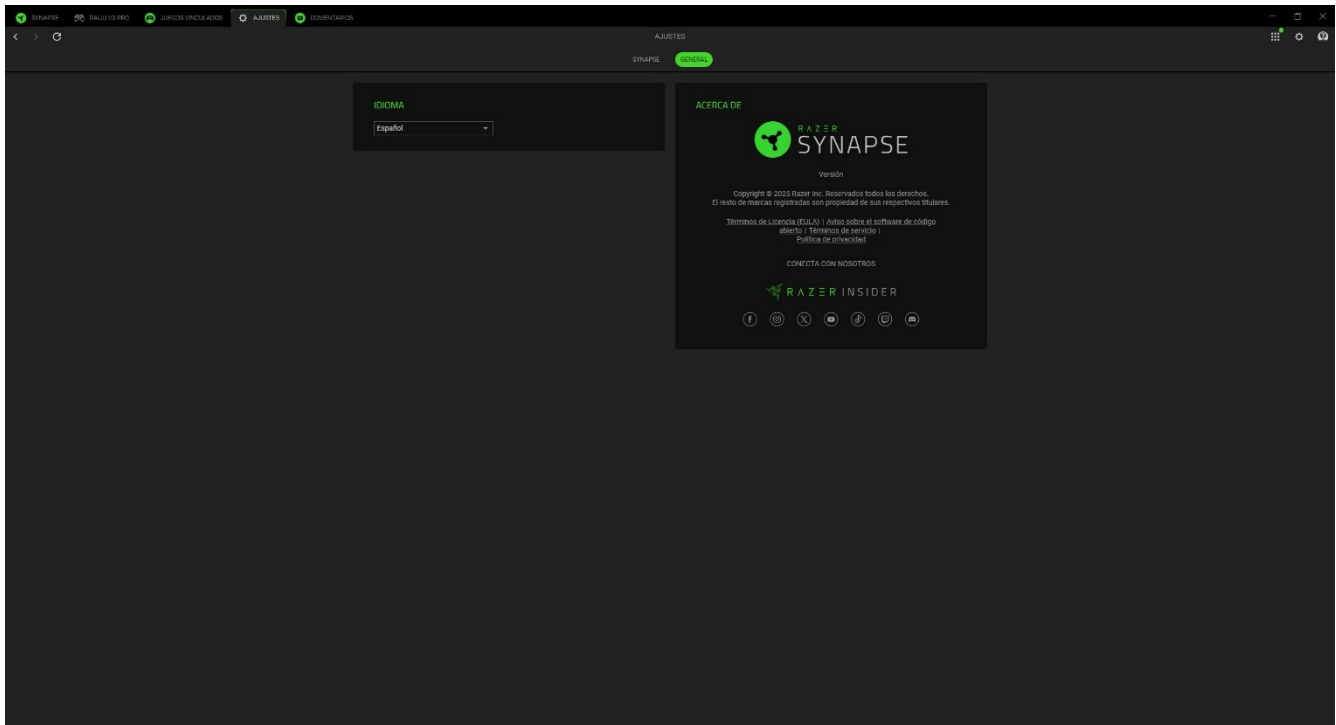 SYNAPSE
RAIJU V3 PRO
JUEGOS VINCULADOS
AJUSTES
COMENTARIOS
AJUSTES
SYNAPSE
GENERAL
IDIOMA
Español
ACERCA DE
RAZER
SYNAPSE
Versión
Copyright © 2025 Razer Inc. Reservados todos los derechos.
El resto de marcas registradas son propiedad de sus respectivos titulares.
Términos de Licencia (EULA) | Aviso sobre el software de código
abierto | Términos de servicio |
Política de privacidad
CONECTA CON NOSOTROS
RAZER INSIDER